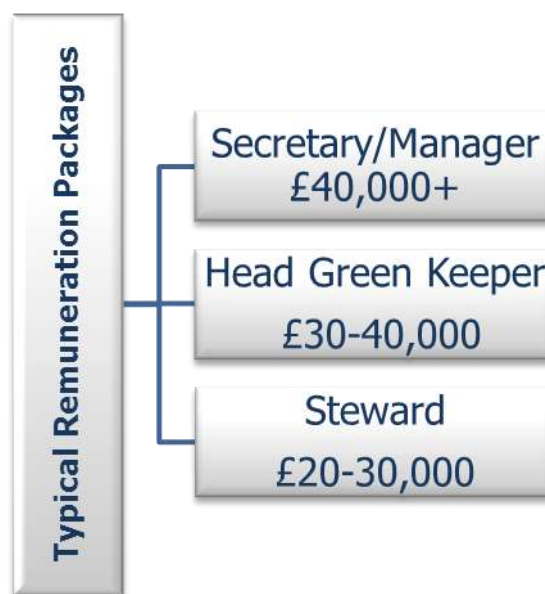 Typical Remuneration Packages
Secretary/Manager
£40,000+
Head Green Keeper
£30-40,000
Steward
£20-30,000